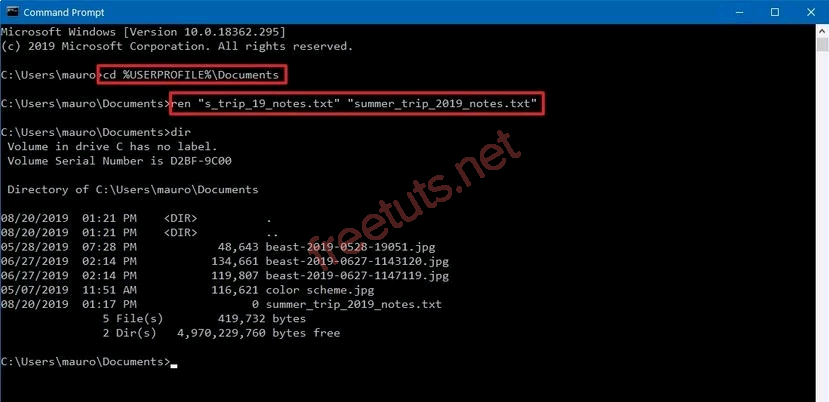 Command Prompt
Microsoft Windows [Version 10.0.18362.295]
(c) 2019 Microsoft Corporation. All rights reserved.
C:\Users\mauro>cd %USERPROFILE%\Documents
C:\Users\mauro\Documents>ren "s_trip_19_notes.txt" "summer_trip_2019_notes.txt"
C:\Users\mauro\Documents>dir
Volume in drive C has no label.
Volume Serial Number is D2BF-9C00
Directory of C:\Users\mauro\Documents
08/20/2019 01:21 PM <DIR> .
08/20/2019 01:21 PM <DIR> ..
05/28/2019 07:28 PM 48,643 beast-2019-0528-19051.jpg
06/27/2019 02:14 PM 134,661 beast-2019-0627-1143120.jpg
06/27/2019 02:14 PM 119,807 beast-2019-0627-1147119.jpg
05/07/2019 11:51 AM 116,621 color scheme.jpg
08/20/2019 01:17 PM 0 summer_trip_2019_notes.txt
5 File(s) 419,732 bytes
2 Dir(s) 4,970,229,760 bytes free
C:\Users\mauro\Documents>
freetuts.net